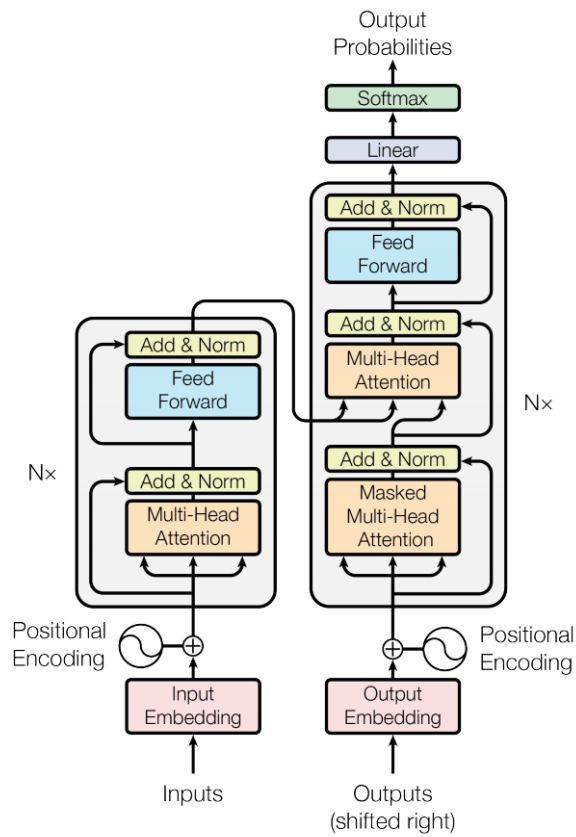 Output
Probabilities
Softmax
Linear
Add & Norm
Feed
Forward
Add & Norm
Multi-Head
Attention
Add & Norm
Masked
Multi-Head
Attention
N×
Add & Norm
Feed
Forward
Add & Norm
Multi-Head
Attention
N×
Positional
Encoding
Positional
Encoding
Input
Embedding
Output
Embedding
Inputs
Outputs
(shifted right)